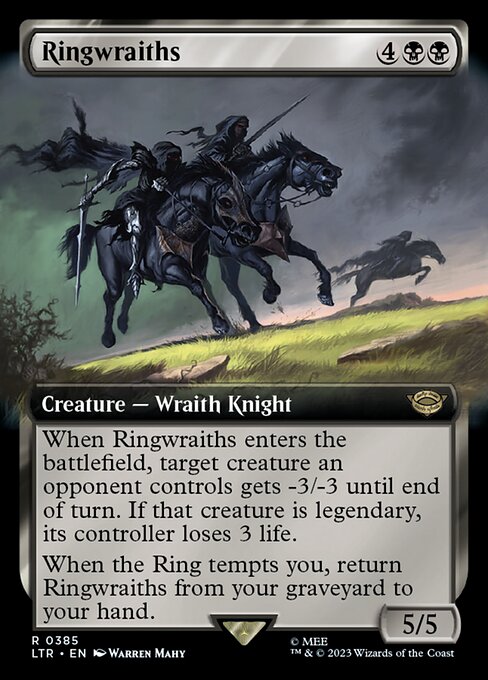 Ringwraiths 4
Creature — Wraith Knight
When Ringwraiths enters the
battlefield, target creature an
opponent controls gets -3/-3 until end
of turn. If that creature is legendary,
its controller loses 3 life.
When the Ring tempts you, return
Ringwraiths from your graveyard to
your hand.
5/5
R 0385
LTR • EN Warren Mahy
© MEE
™ & © 2023 Wizards of the Coast